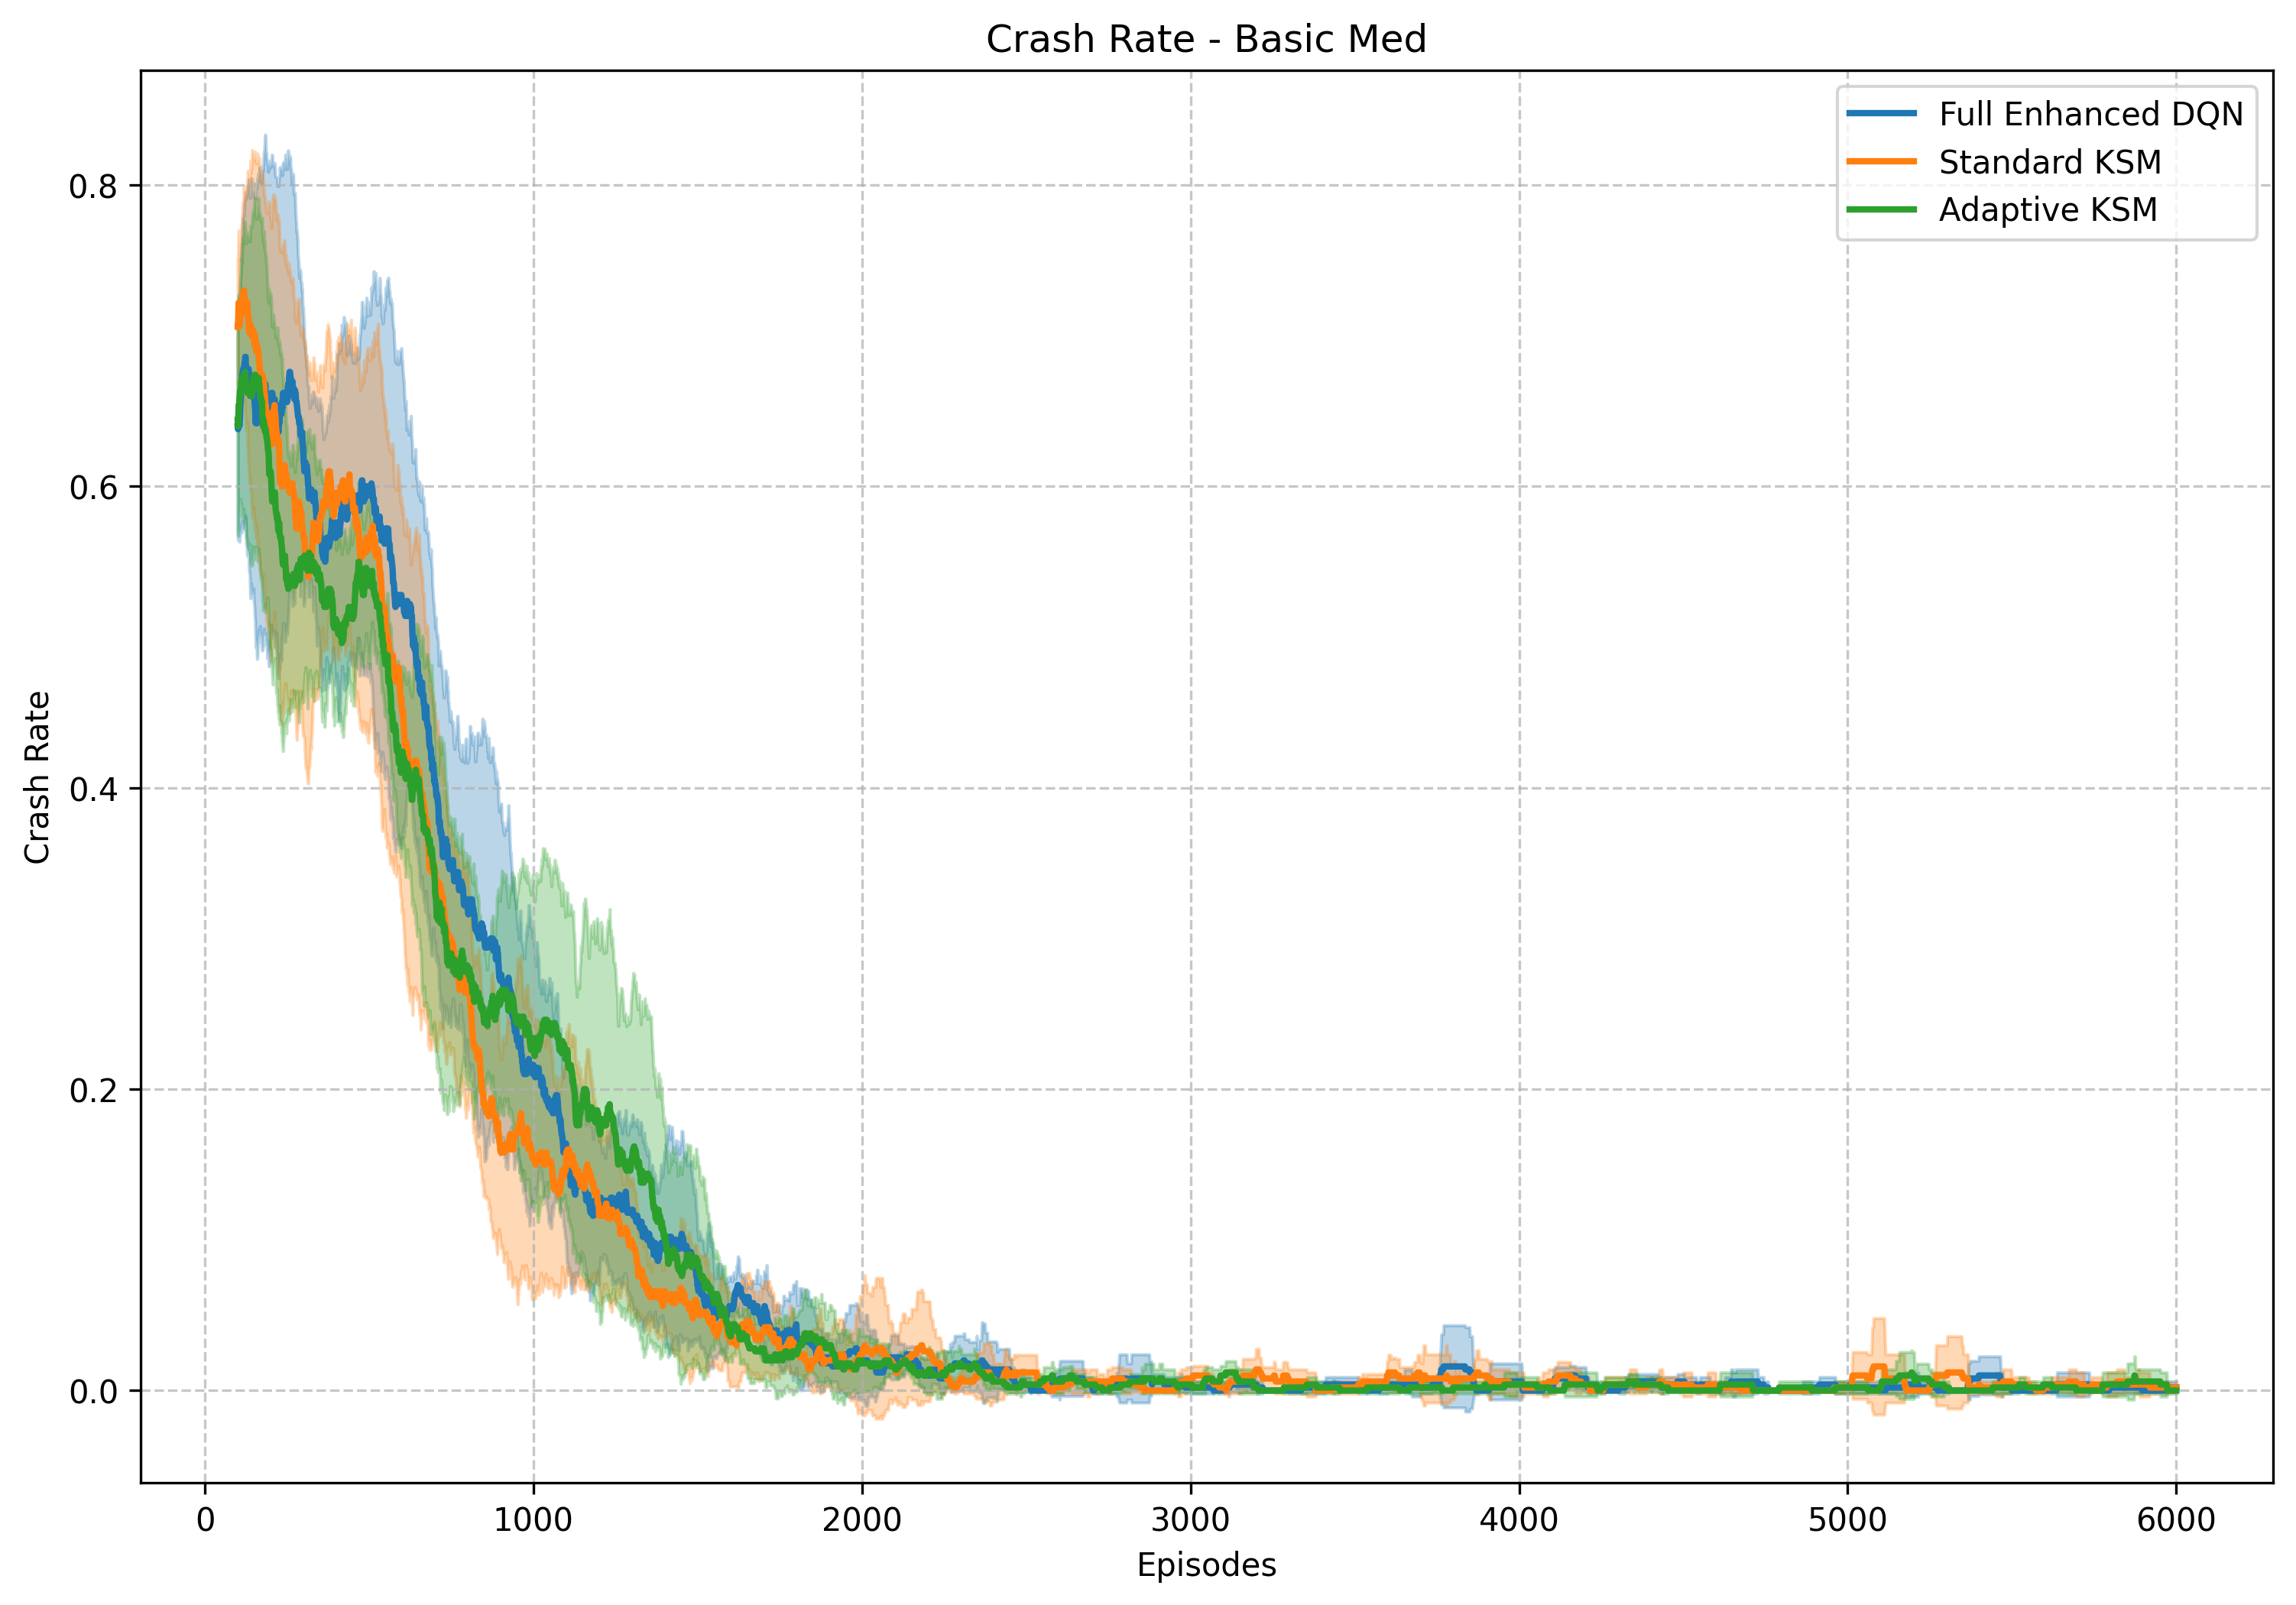 Crash Rate - Basic Med
Full Enhanced DQN
Standard KSM
Adaptive KSM
Crash Rate
0.8
0.6
0.4
0.2
0.0
0 1000 2000 3000 4000 5000 6000
Episodes